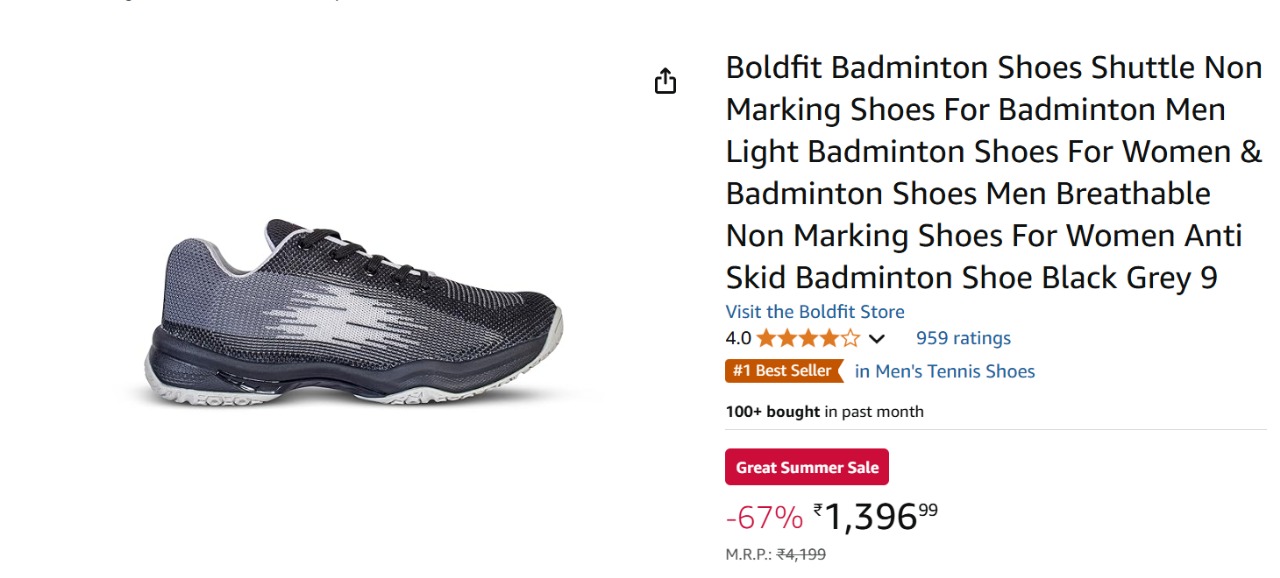 Boldfit Badminton Shoes Shuttle Non
Marking Shoes For Badminton Men
Light Badminton Shoes For Women &
Badminton Shoes Men Breathable
Non Marking Shoes For Women Anti
Skid Badminton Shoe Black Grey 9
Visit the Boldfit Store
4.0 959 ratings
#1 Best Seller in Men's Tennis Shoes
100+ bought in past month
Great Summer Sale
-67% ₹1,39699
M.R.P.: ₹4,199